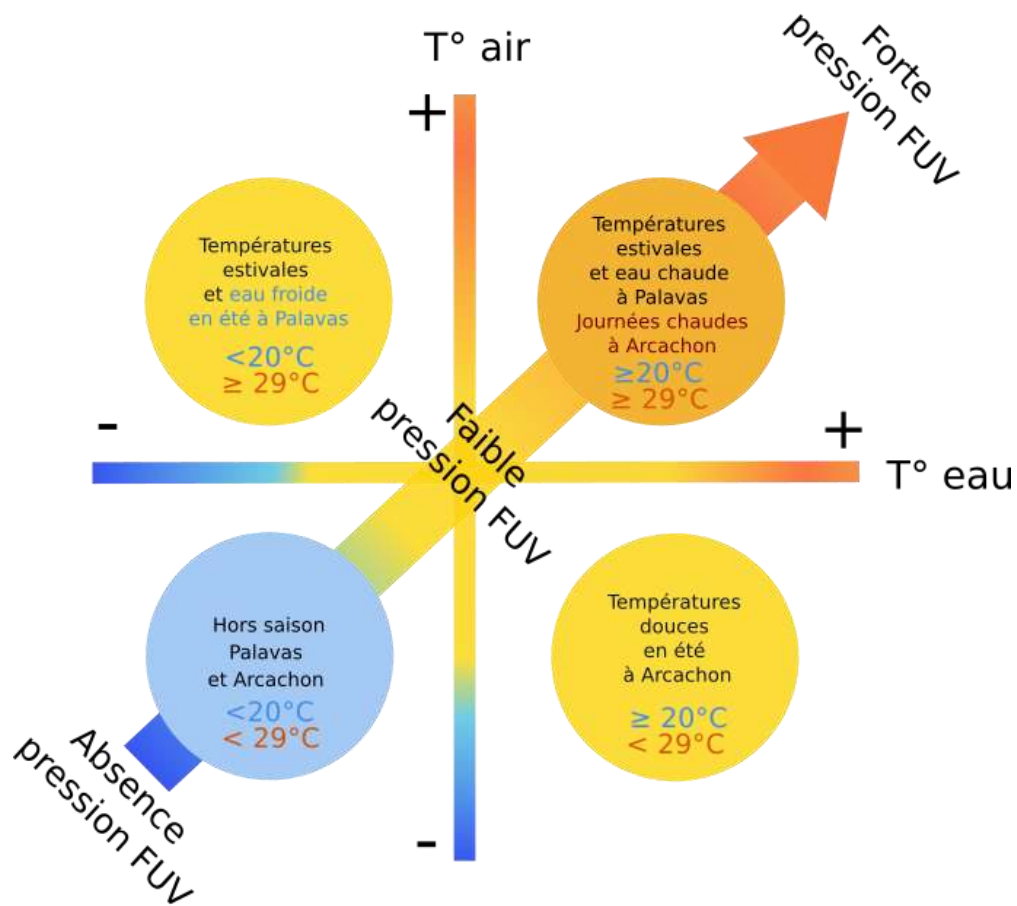 T° air
+
Forte
pression FUV
Températures
estivales
et eau froide
en été à Palavas
<20°C
≥ 29°C
Températures
estivales
et eau chaude
à Palavas
Journées chaudes
à Arcachon
≥20°C
≥ 29°C
-
+
T° eau
Faible
pression FUV
Hors saison
Palavas
et Arcachon
<20°C
< 29°C
Températures
douces
en été
à Arcachon
≥ 20°C
< 29°C
Absence
pression FUV
-